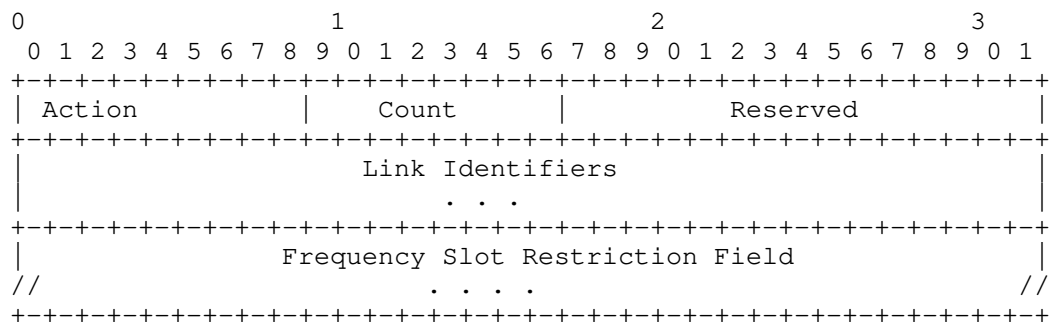 0                   1                   2                   3
 0 1 2 3 4 5 6 7 8 9 0 1 2 3 4 5 6 7 8 9 0 1 2 3 4 5 6 7 8 9 0 1
+-+-+-+-+-+-+-+-+-+-+-+-+-+-+-+-+-+-+-+-+-+-+-+-+-+-+-+-+-+-+-+-+
| Action          |    Count      |          Reserved           |
+-+-+-+-+-+-+-+-+-+-+-+-+-+-+-+-+-+-+-+-+-+-+-+-+-+-+-+-+-+-+-+-+
|                     Link Identifiers                          |
|                          . . .                                |
+-+-+-+-+-+-+-+-+-+-+-+-+-+-+-+-+-+-+-+-+-+-+-+-+-+-+-+-+-+-+-+-+
|               Frequency Slot Restriction Field                |
//                        . . . .                              //
+-+-+-+-+-+-+-+-+-+-+-+-+-+-+-+-+-+-+-+-+-+-+-+-+-+-+-+-+-+-+-+-+